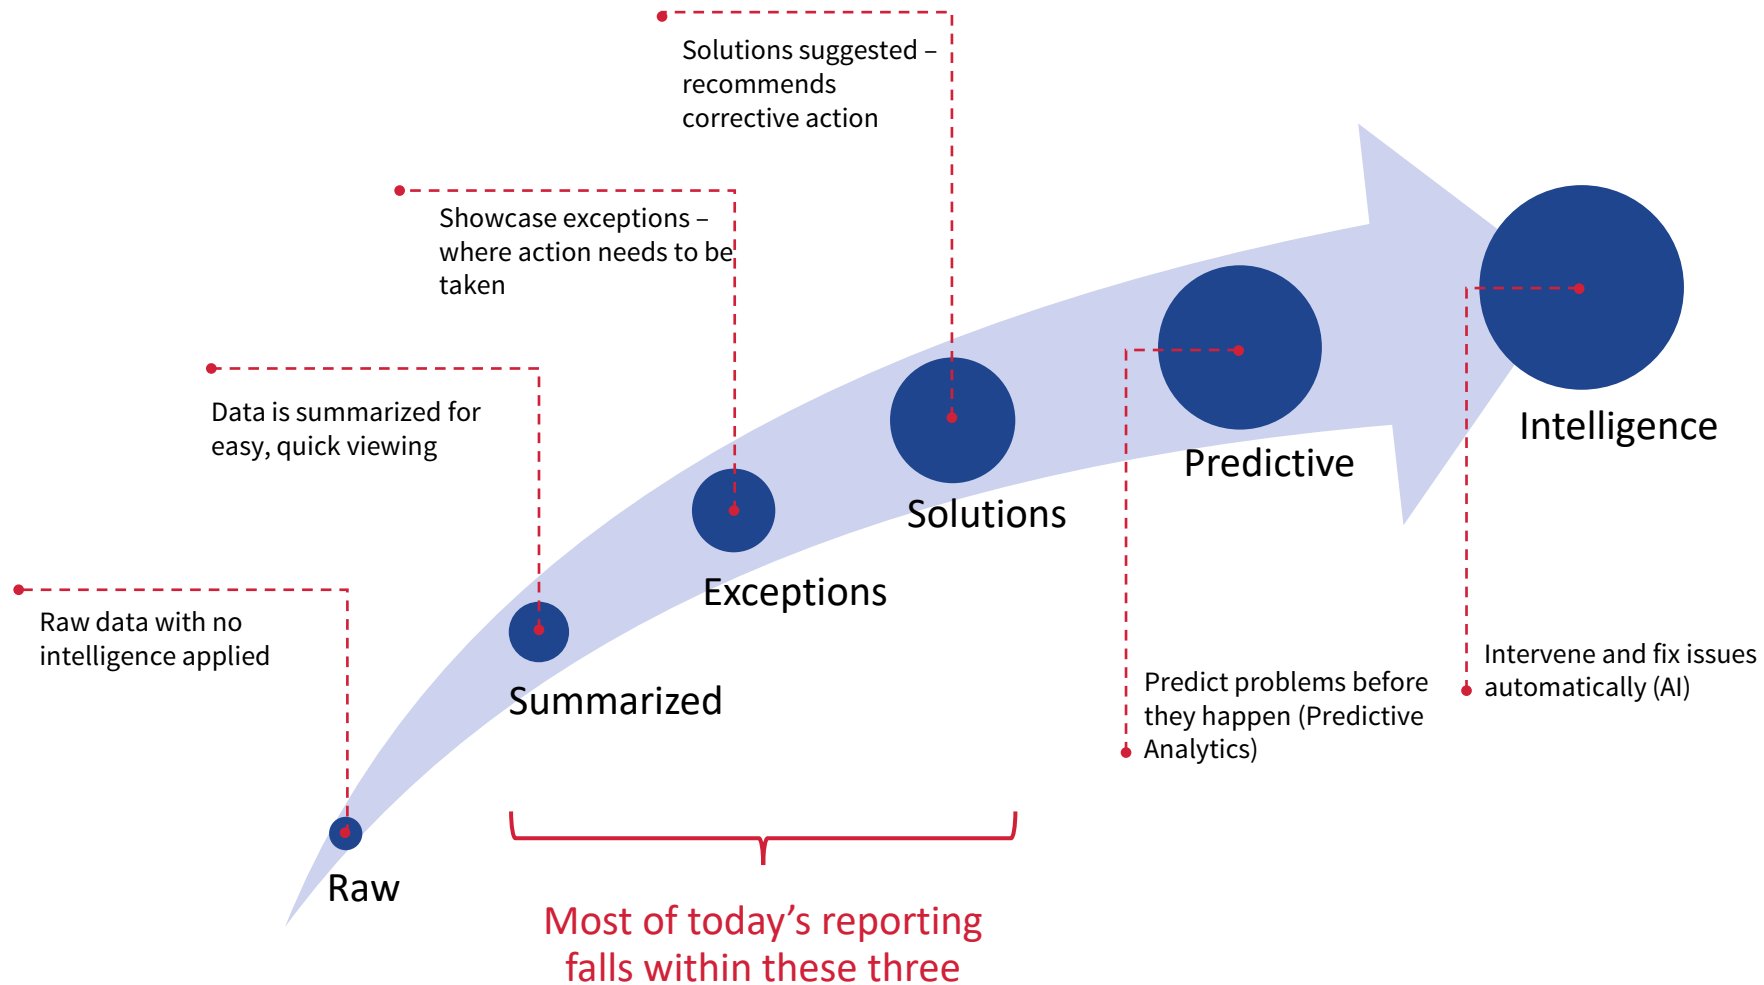 Solutions suggested –
recommends
corrective action
Showcase exceptions –
where action needs to be
taken
Data is summarized for
easy, quick viewing
Raw data with no
intelligence applied
Intelligence
Predictive
Solutions
Exceptions
Summarized
Raw
Intervene and fix issues
automatically (AI)
Predict problems before
they happen (Predictive
Analytics)
Most of today’s reporting
falls within these three